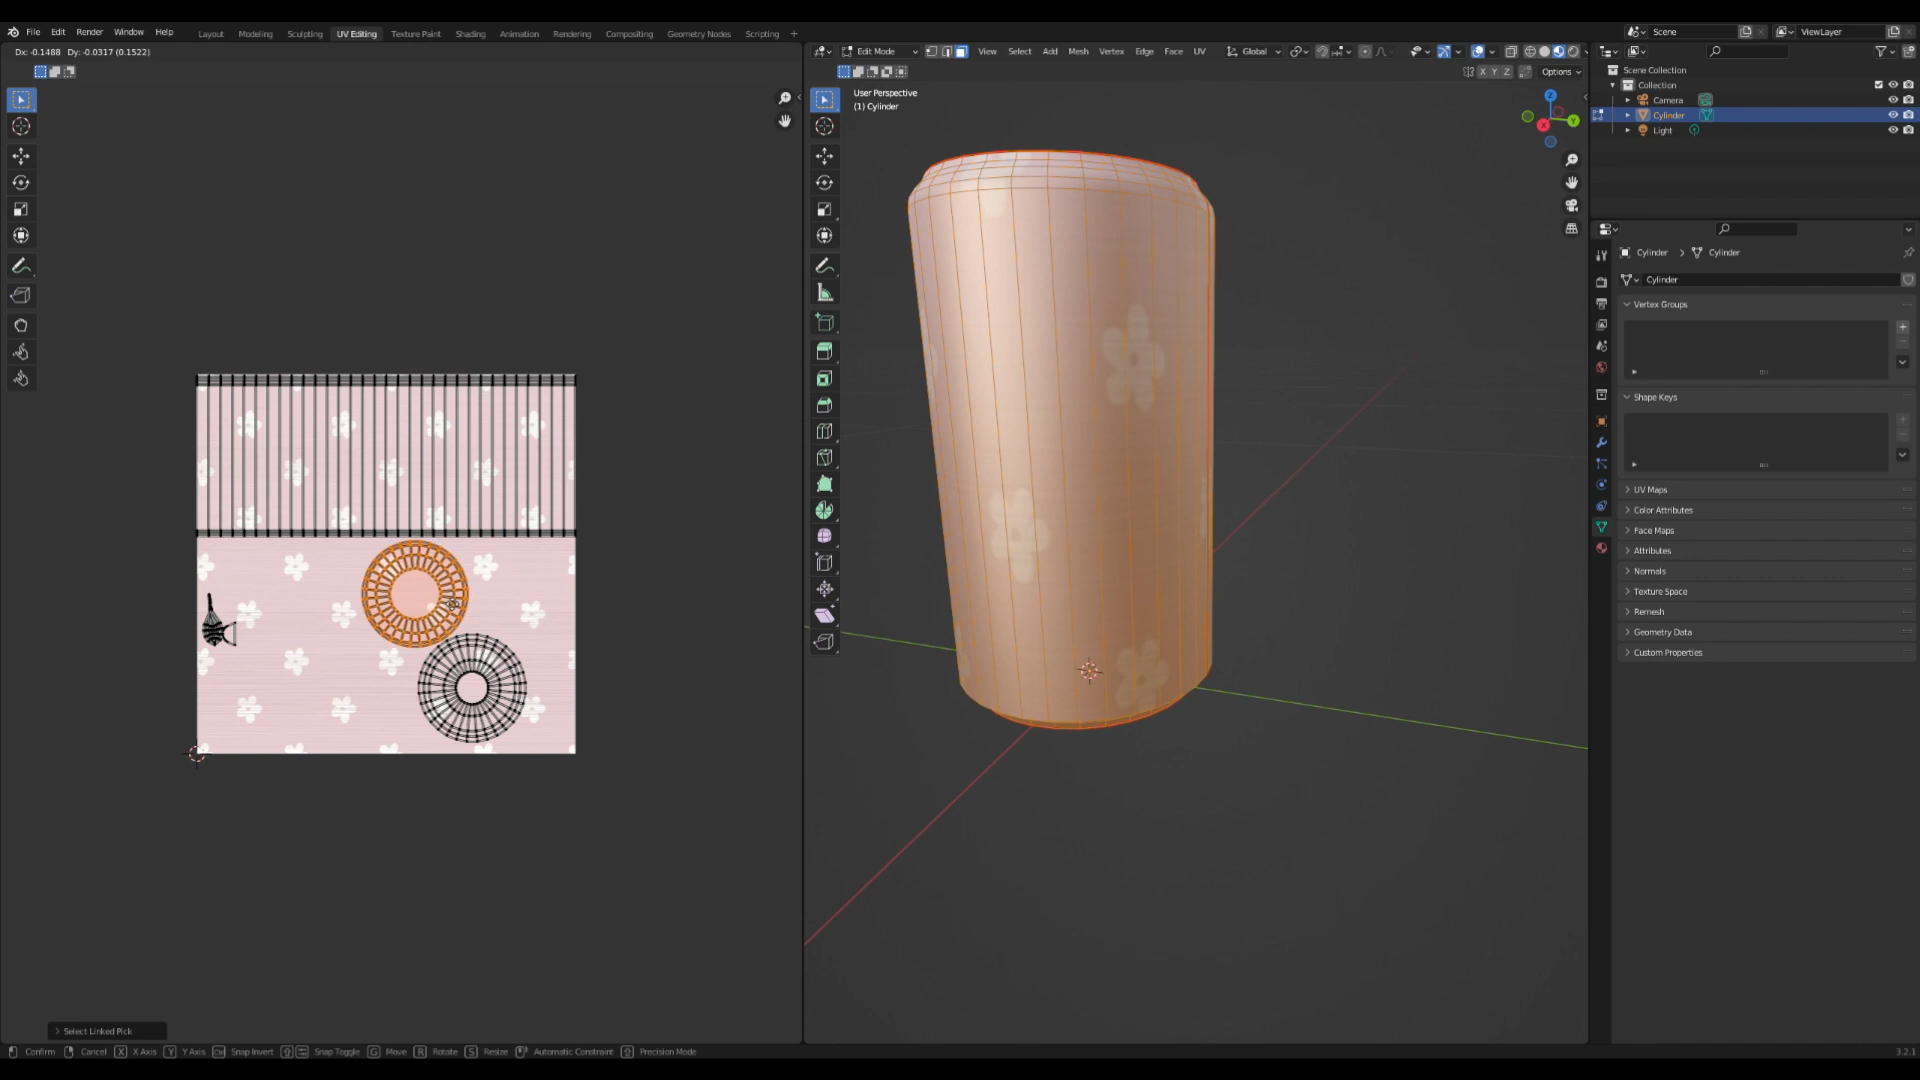 File Edit Render Window Help Layout Modeling Sculpting UV Editing Texture Paint Shading Animation Rendering Compositing Geometry Nodes Scripting + Scene ViewLayer
Dx: -0.1488 Dy: -0.0317 (0.1522)
Edit Mode View Select Add Mesh Vertex Edge Face UV Global
X Y Z Options
User Perspective
(1) Cylinder
Z
Y
X
Scene Collection
Collection
Camera
Cylinder
Light
Cylinder > Cylinder
Cylinder
Vertex Groups
Shape Keys
UV Maps
Color Attributes
Face Maps
Attributes
Normals
Texture Space
Remesh
Geometry Data
Custom Properties
> Select Linked Pick
Confirm Cancel X X Axis Y Y Axis Snap Invert Snap Toggle G Move R Rotate S Resize Automatic Constraint Precision Mode
3.2.1